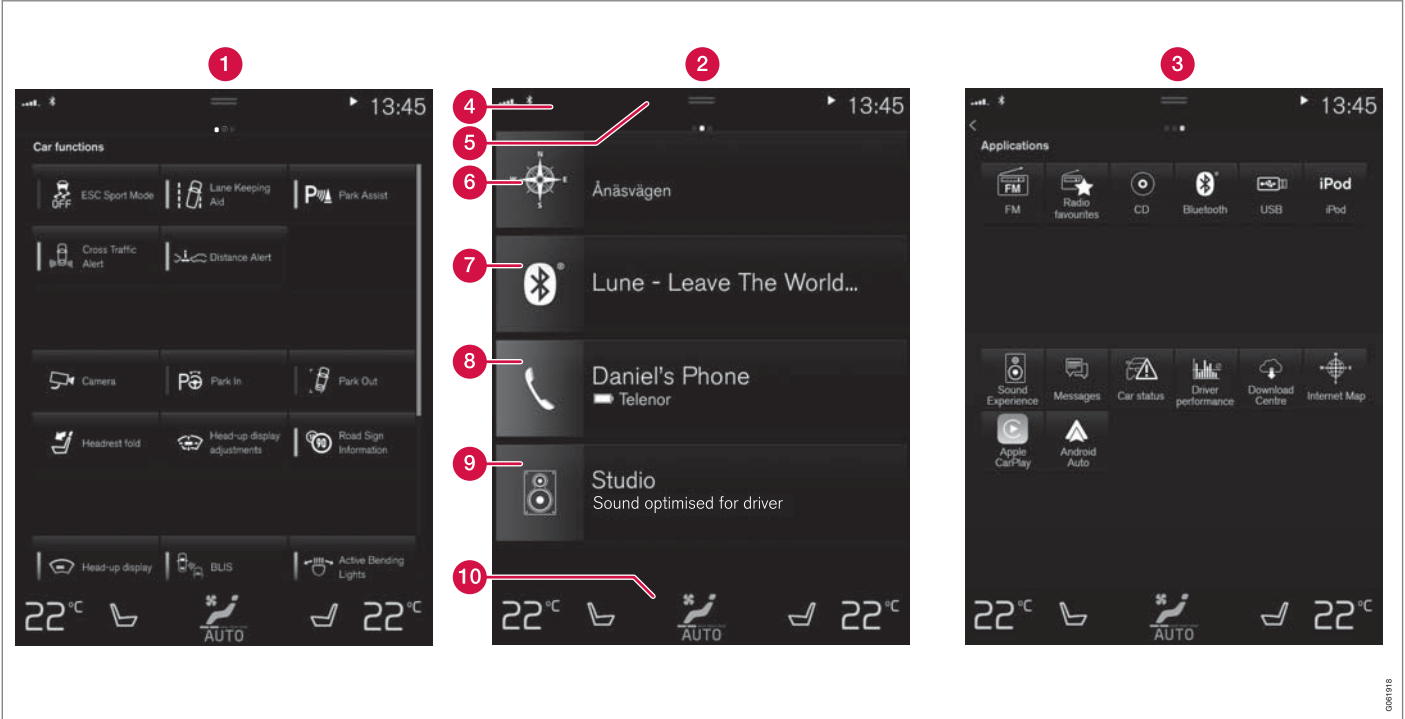 1
2
3
13:45
Car functions
ESC Sport Mode
OFF
Lane Keeping
Aid
P
Park Assist
Cross Traffic
Alert
Distance Alert
Camera
P
Park In
Park Out
Headrest fold
Head-up display
adjustments
90
Road Sign
Information
Head-up display
BLIS
Active Bending
Lights
22°C
AUTO
22°C
4
13:45
5
6
N
W
E
S
Ånäsvägen
7
Lune - Leave The World...
8
Daniel's Phone
Telenor
9
Studio
Sound optimised for driver
10
22°C
AUTO
22°C
13:45
Applications
FM
FM
Radio
favourites
CD
Bluetooth
USB
iPod
iPod
Sound
Experience
Messages
Car status
Driver
performance
Download
Centre
Internet Map
Apple
CarPlay
Android
Auto
22°C
AUTO
22°C
G061918